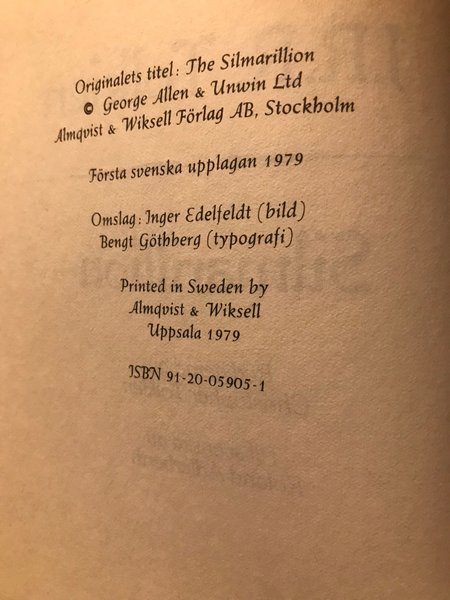 Originalets titel: The Silmarillion
© George Allen & Unwin Ltd
Almqvist & Wiksell Förlag AB, Stockholm
Första svenska upplagan 1979
Omslag: Inger Edelfeldt (bild)
Bengt Göthberg (typografi)
Printed in Sweden by
Almqvist & Wiksell
Uppsala 1979
ISBN 91-20-05905-1